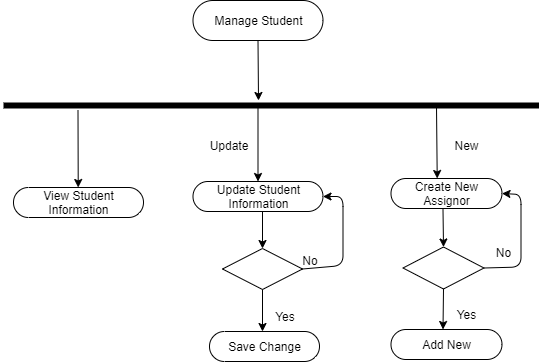 Manage Student
Update
New
View Student
Information
Update Student
Information
Create New
Assignor
No
No
Yes
Yes
Save Change
Add New